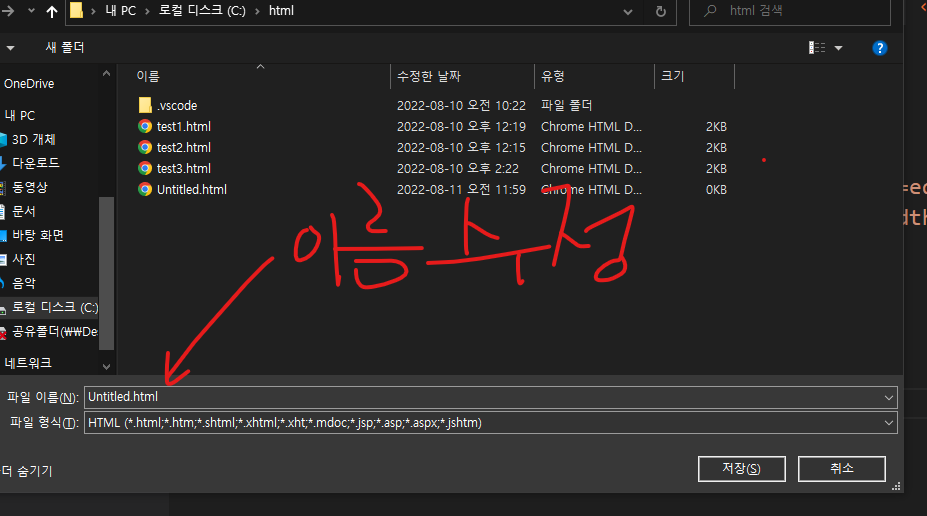 내 PC > 로컬 디스크 (C:) > html
html 검색
새 폴더
이름 수정한 날짜 유형 크기
OneDrive
내 PC
3D 개체
다운로드
동영상
문서
바탕 화면
사진
음악
로컬 디스크 (C:)
공유폴더(₩₩De
네트워크
.vscode 2022-08-10 오전 10:22 파일 폴더
test1.html 2022-08-10 오후 12:19 Chrome HTML D... 2KB
test2.html 2022-08-10 오후 12:15 Chrome HTML D... 2KB
test3.html 2022-08-10 오후 2:22 Chrome HTML D... 2KB
Untitled.html 2022-08-11 오전 11:59 Chrome HTML D... 0KB
이름 수정
파일 이름(N): Untitled.html
파일 형식(T): HTML (*.html;*.htm;*.shtml;*.xhtml;*.xht;*.mdoc;*.jsp;*.asp;*.aspx;*.jshtm)
더 숨기기
저장(S) 취소